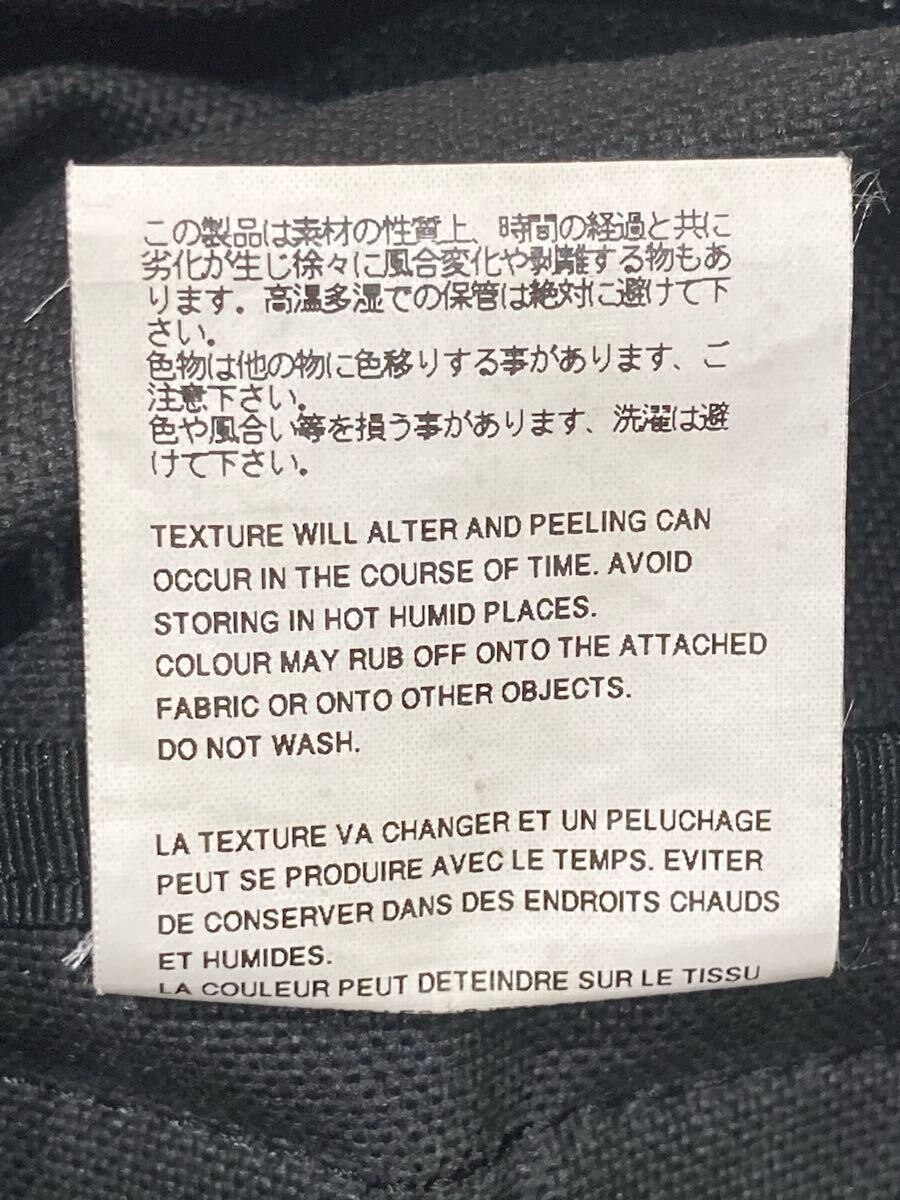 この製品は素材の性質上、時間の経過と共に
劣化が生じ徐々に風合変化や剥離する物もあ
ります．高温多湿での保管は絶対に避けて下
さい。
色物は他の物に色移りする事があります、ご
注意下さい。
色や風合い等を損う事があります、洗濯は避
けて下さい。
TEXTURE WILL ALTER AND PEELING CAN
OCCUR IN THE COURSE OF TIME. AVOID
STORING IN HOT HUMID PLACES.
COLOUR MAY RUB OFF ONTO THE ATTACHED
FABRIC OR ONTO OTHER OBJECTS.
DO NOT WASH.
LA TEXTURE VA CHANGER ET UN PELUCHAGE
PEUT SE PRODUIRE AVEC LE TEMPS. EVITER
DE CONSERVER DANS DES ENDROITS CHAUDS
ET HUMIDES.
LA COULEUR PEUT DETEINDRE SUR LE TISSU